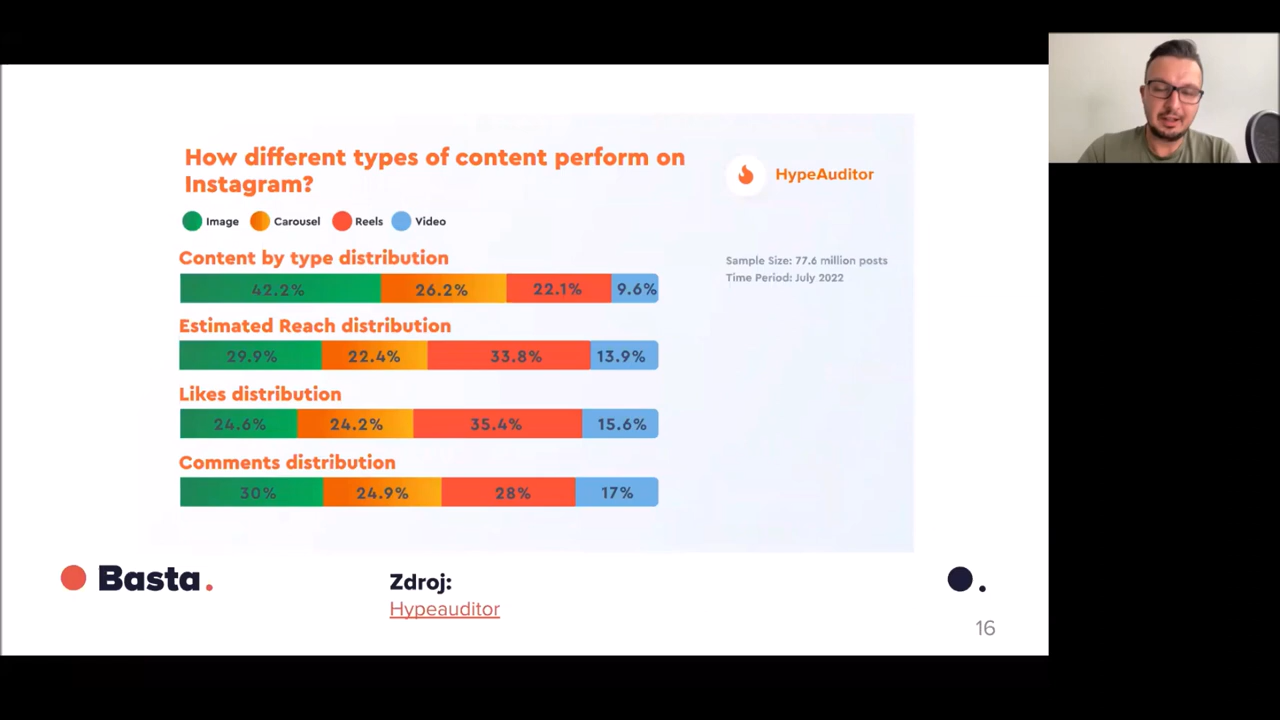 How different types of content perform on
Instagram?
HypeAuditor
Image Carousel Reels Video
Sample Size: 77.6 million posts
Time Period: July 2022
Content by type distribution
42.2% 26.2% 22.1% 9.6%
Estimated Reach distribution
29.9% 22.4% 33.8% 13.9%
Likes distribution
24.6% 24.2% 35.4% 15.6%
Comments distribution
30% 24.9% 28% 17%
Basta.
Zdroj:
Hypeauditor
16